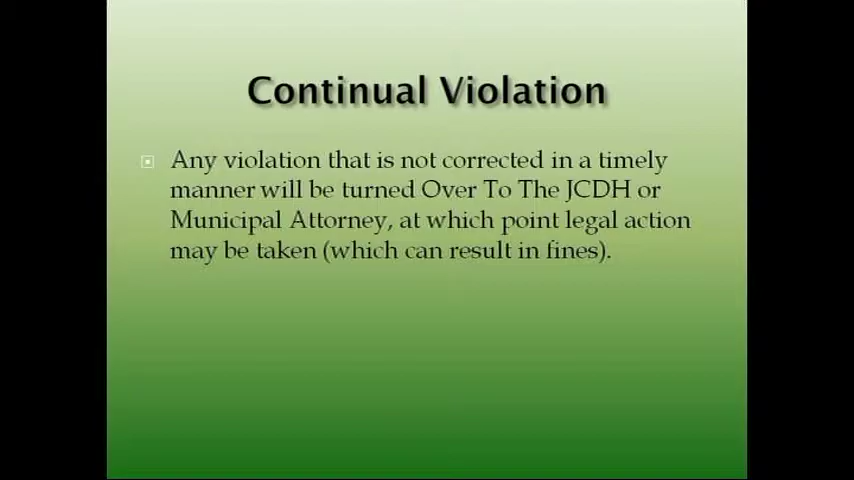 Continual Violation
Any violation that is not corrected in a timely
manner will be turned Over To The JCDH or
Municipal Attorney, at which point legal action
may be taken (which can result in fines).